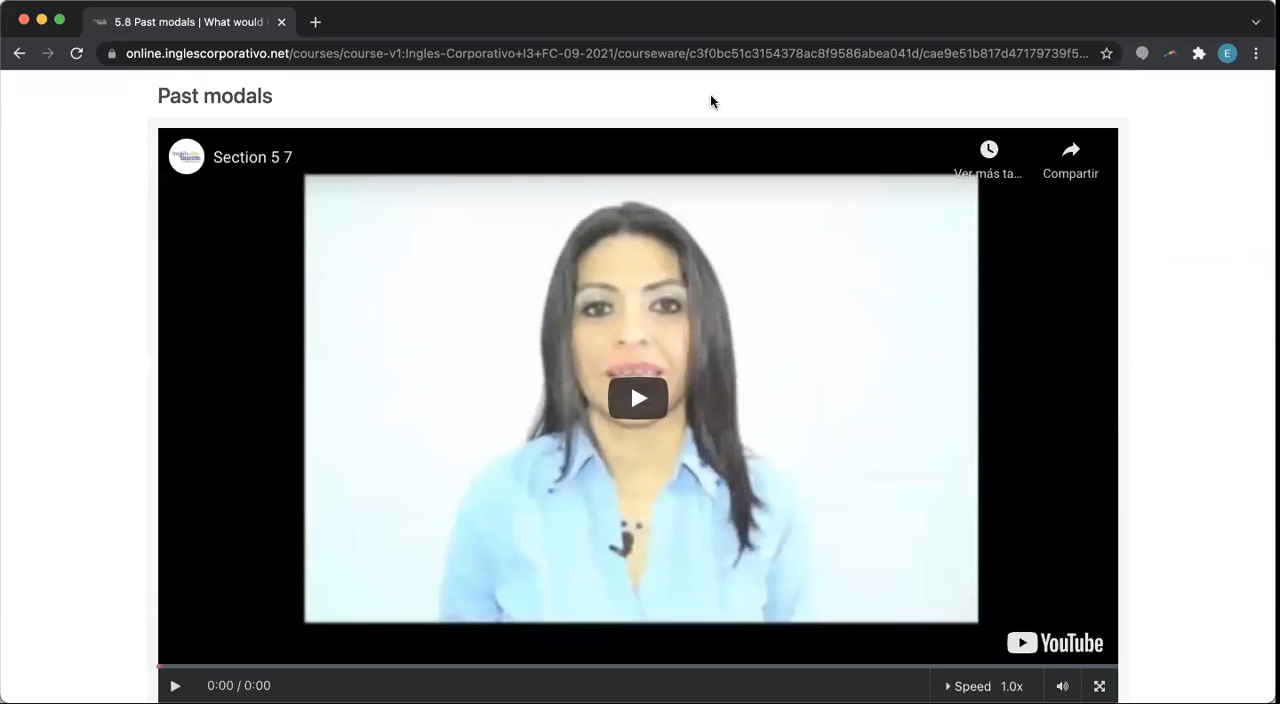 5.8 Past modals | What would
online.inglescorporativo.net/courses/course-v1:Ingles-Corporativo+I3+FC-09-2021/courseware/c3f0bc51c3154378ac8f9586abea041d/cae9e51b817d47179739f5...
E
Past modals
Section 5 7
Ver más ta...
Compartir
YouTube
0:00 / 0:00
Speed 1.0x